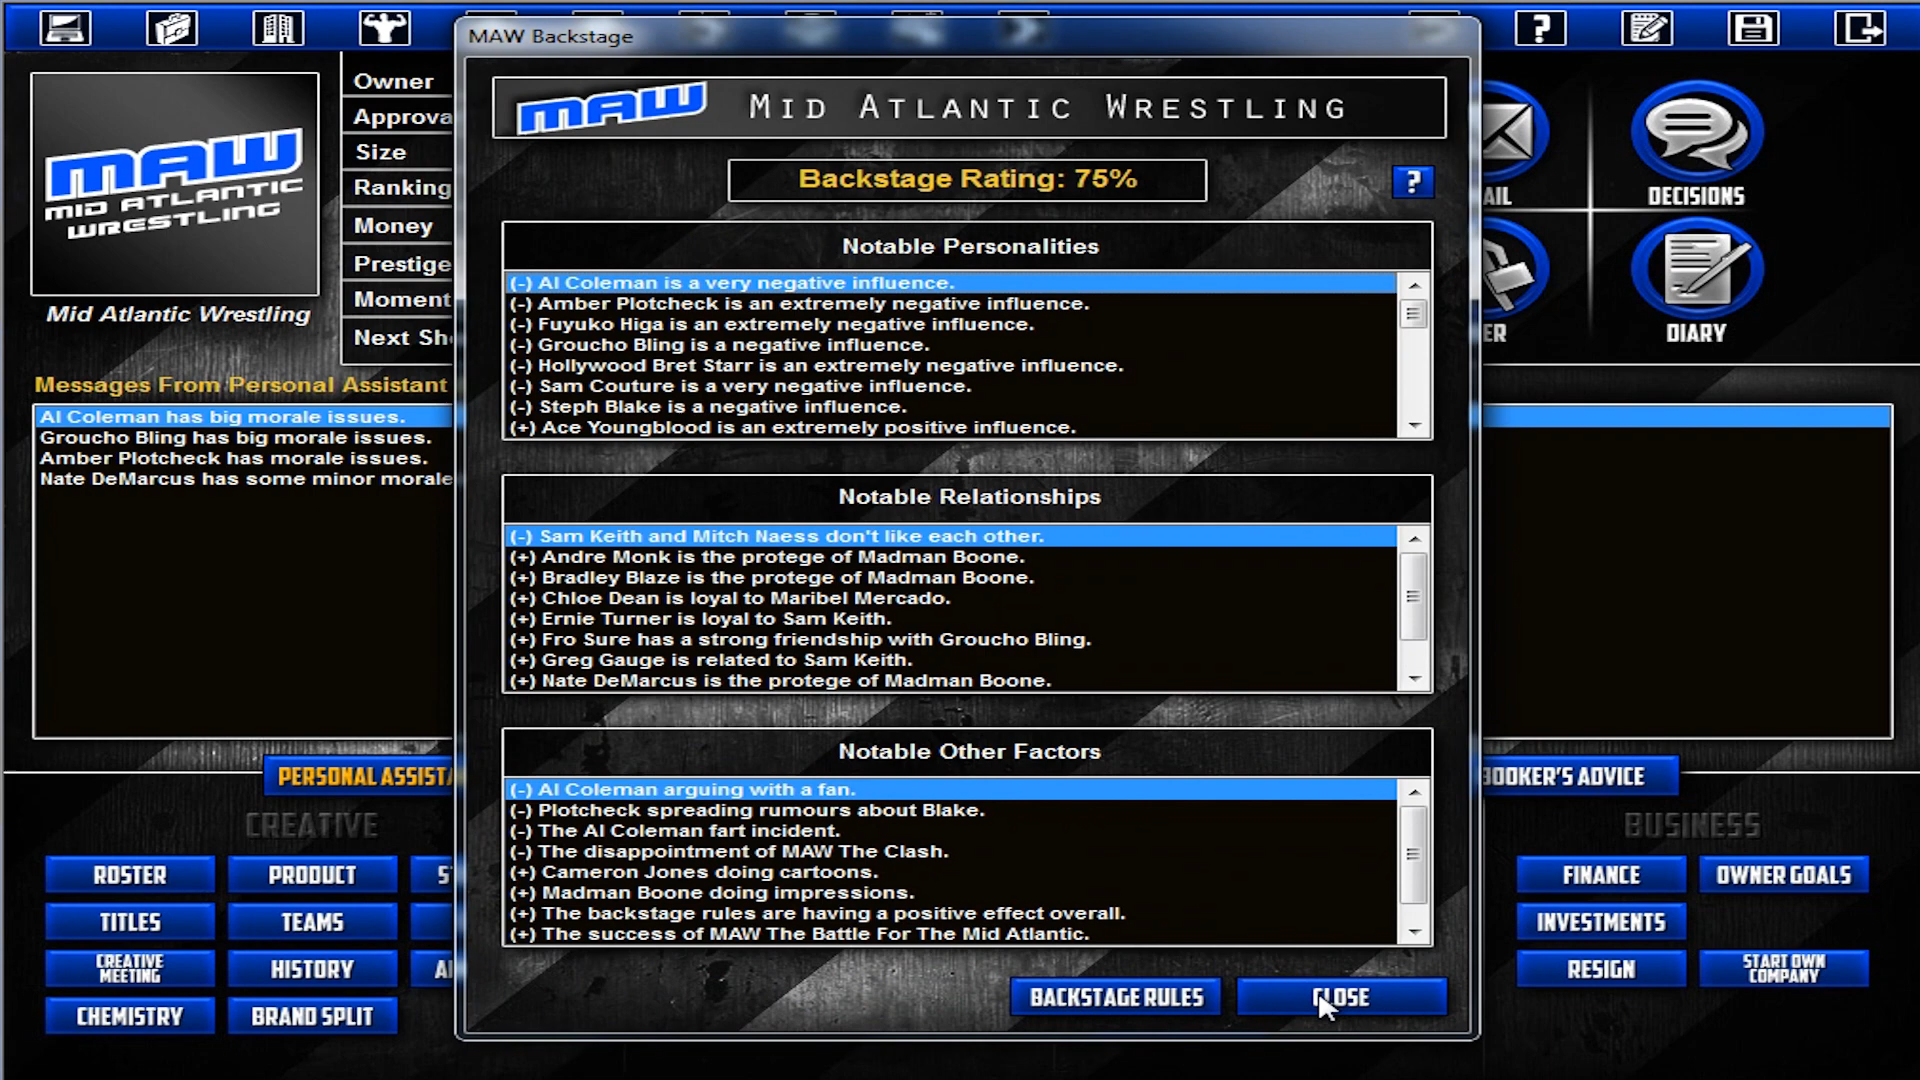 MAW Backstage
MAW
MID ATLANTIC WRESTLING
MAW
MID ATLANTIC
WRESTLING
Mid Atlantic Wrestling
Owner
Approva
Size
Ranking
Money
Prestige
Moment
Next Sh
Messages From Personal Assistant
Al Coleman has big morale issues.
Groucho Bling has big morale issues.
Amber Plotcheck has morale issues.
Nate DeMarcus has some minor morale
PERSONAL ASSISTA
CREATIVE
ROSTER
PRODUCT
TITLES
TEAMS
CREATIVE
MEETING
HISTORY
CHEMISTRY
BRAND SPLIT
Backstage Rating: 75%
?
Notable Personalities
(-) Al Coleman is a very negative influence.
(-) Amber Plotcheck is an extremely negative influence.
(-) Fuyuko Higa is an extremely negative influence.
(-) Groucho Bling is a negative influence.
(-) Hollywood Bret Starr is an extremely negative influence.
(-) Sam Couture is a very negative influence.
(-) Steph Blake is a negative influence.
(+) Ace Youngblood is an extremely positive influence.
Notable Relationships
(-) Sam Keith and Mitch Naess don't like each other.
(+) Andre Monk is the protege of Madman Boone.
(+) Bradley Blaze is the protege of Madman Boone.
(+) Chloe Dean is loyal to Maribel Mercado.
(+) Ernie Turner is loyal to Sam Keith.
(+) Fro Sure has a strong friendship with Groucho Bling.
(+) Greg Gauge is related to Sam Keith.
(+) Nate DeMarcus is the protege of Madman Boone.
Notable Other Factors
(-) Al Coleman arguing with a fan.
(-) Plotcheck spreading rumours about Blake.
(-) The Al Coleman fart incident.
(-) The disappointment of MAW The Clash.
(+) Cameron Jones doing cartoons.
(+) Madman Boone doing impressions.
(+) The backstage rules are having a positive effect overall.
(+) The success of MAW The Battle For The Mid Atlantic.
BACKSTAGE RULES
CLOSE
?
AIL
DECISIONS
ER
DIARY
BOOKER'S ADVICE
BUSINESS
FINANCE
OWNER GOALS
INVESTMENTS
RESIGN
START OWN
COMPANY